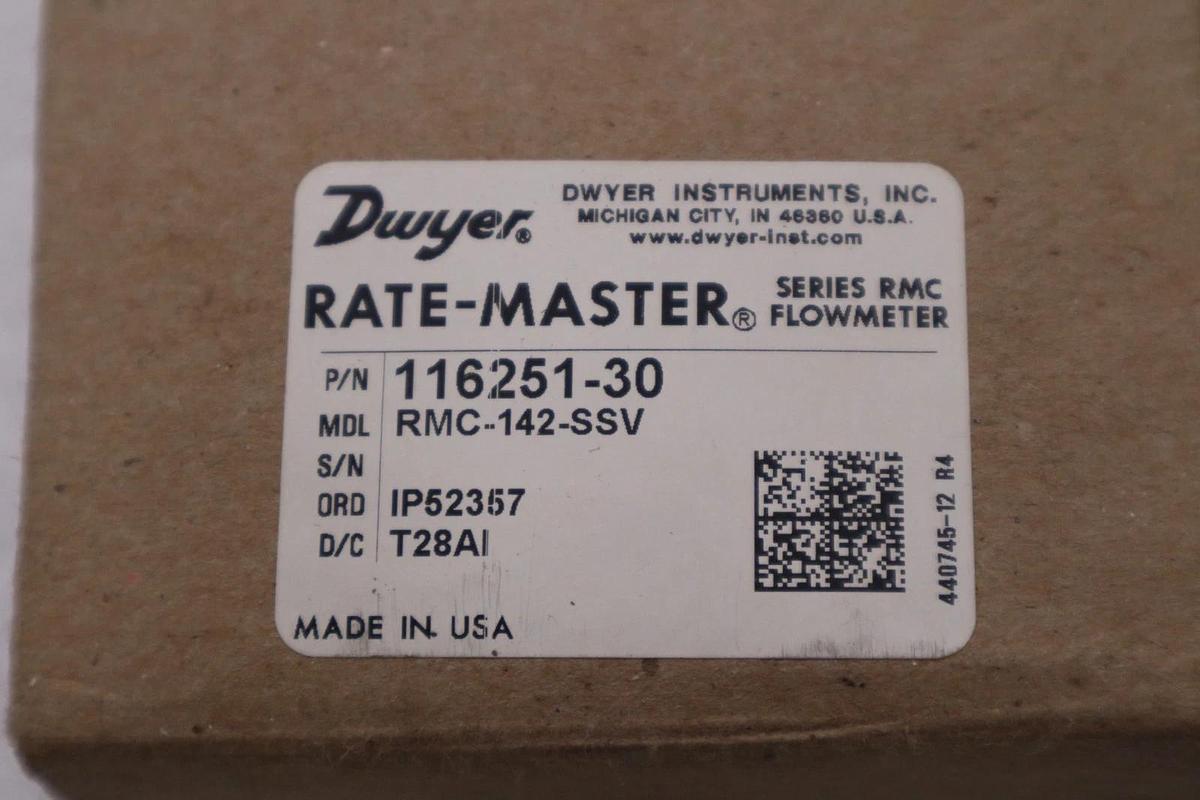 Dwyer®
DWYER INSTRUMENTS, INC.
MICHIGAN CITY, IN 46360 U.S.A.
www.dwyer-inst.com
RATE-MASTER®
SERIES RMC
FLOWMETER
P/N 116251-30
MDL RMC-142-SSV
S/N
ORD IP52357
D/C T28AI
MADE IN USA
440745-12 R4